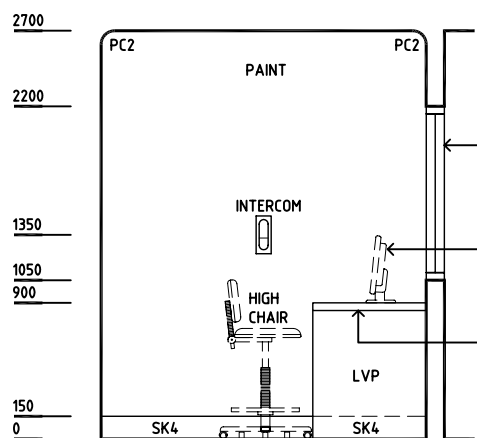 2700
PC2 PC2
PAINT
2200
INTERCOM
1350
1050
900
HIGH
CHAIR
LVP
150
SK4 SK4
0